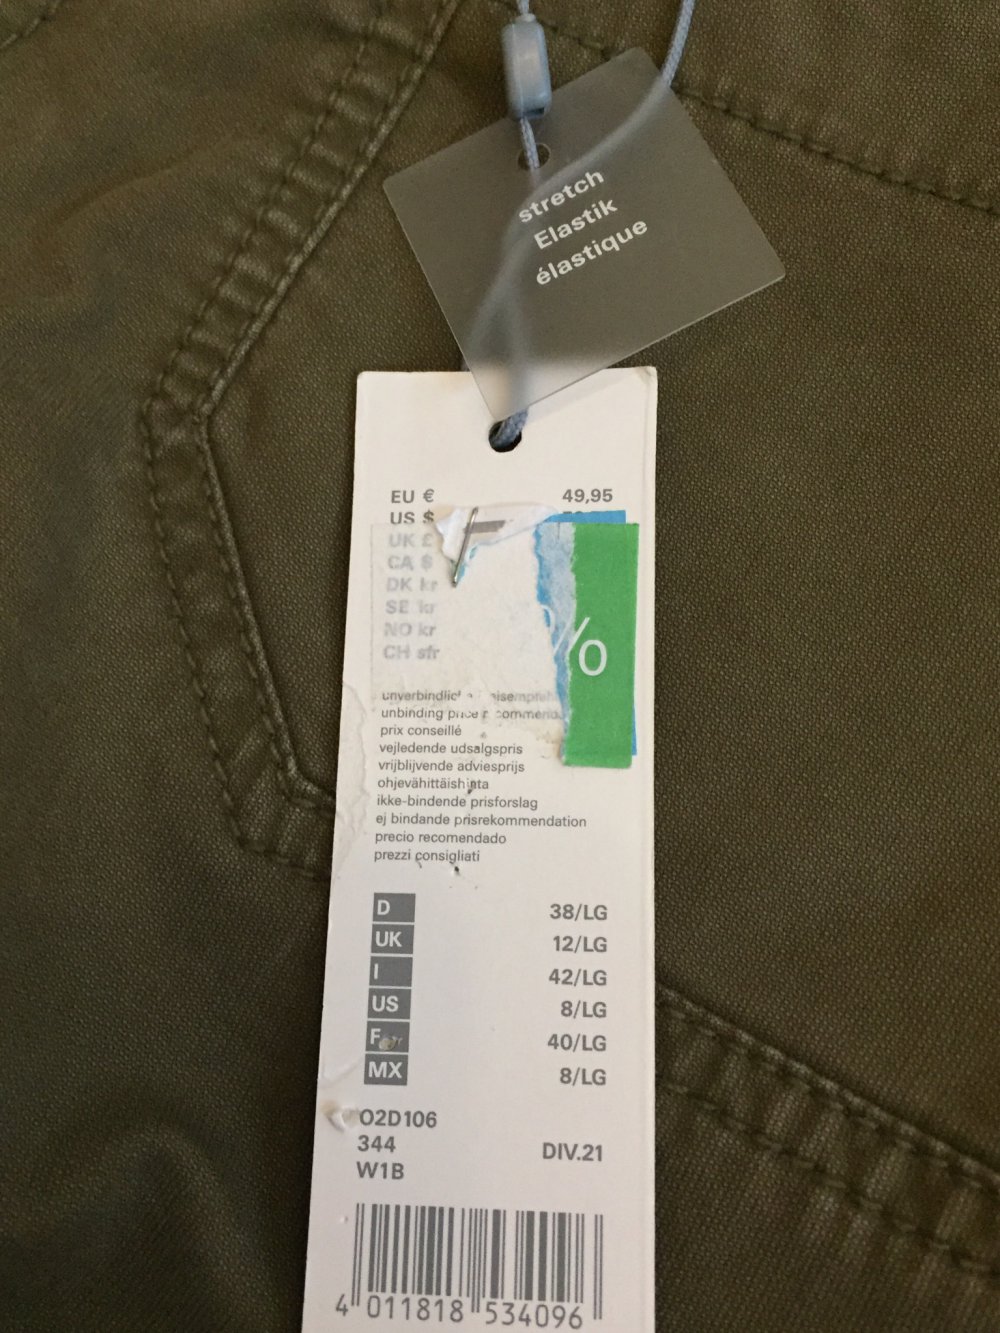 stretch
Elastik
élastique
EU € 49,95
US $
UK £
CA $
DK kr
SE kr
NO kr
CH sfr
%
unbinding price
prix conseillé
vejledende udsalgspris
vrijblijvende adviesprijs
ohjevähittäishinta
ikke-bindende prisforslag
ej bindande prisrekommendation
precio recomendado
prezzi consigliati
D 38/LG
UK 12/LG
I 42/LG
US 8/LG
F 40/LG
MX 8/LG
O2D106
344 DIV.21
W1B
4 011818 534096